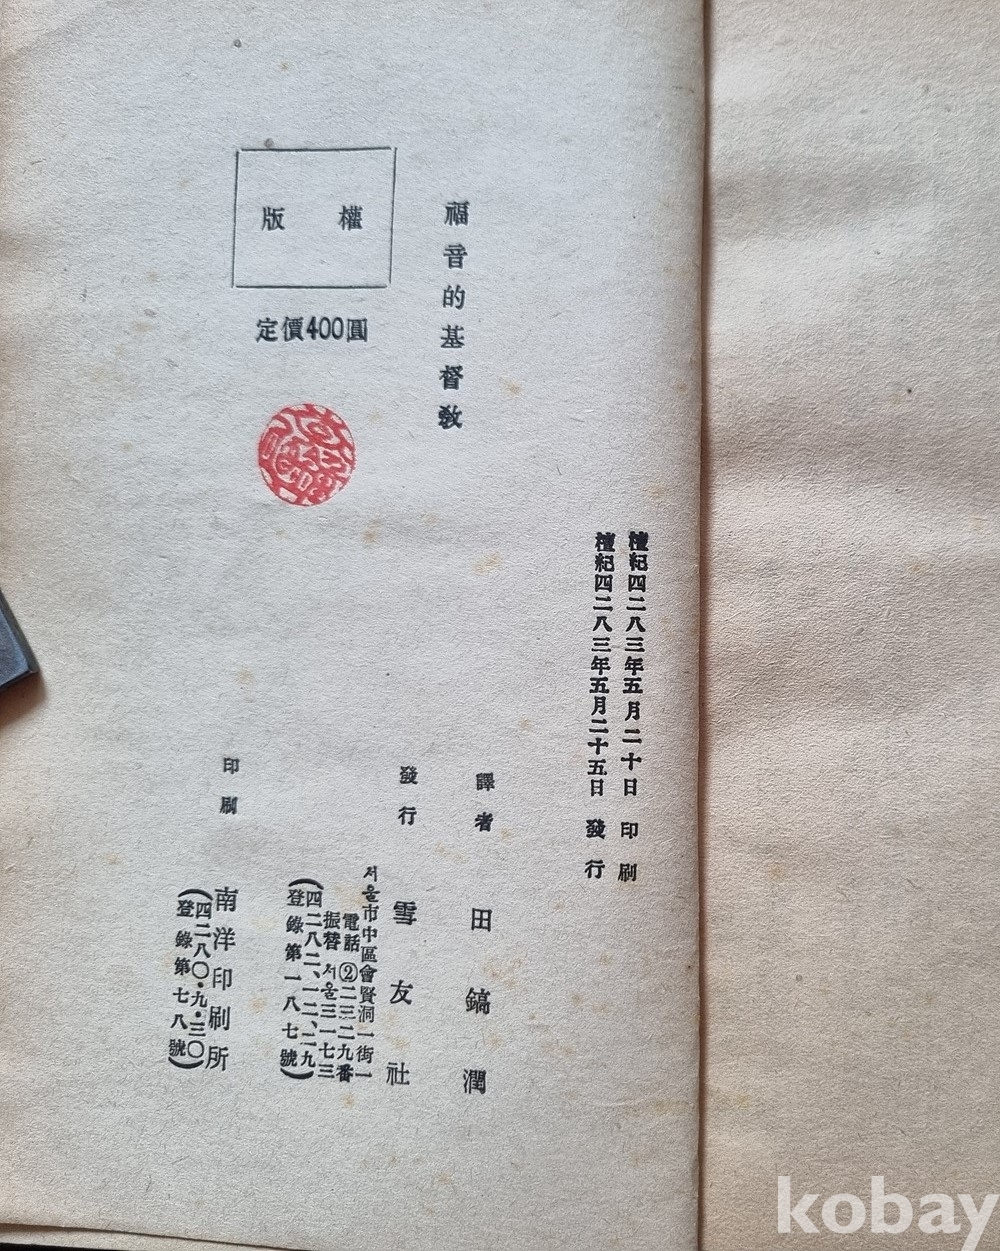 檀紀四二八三年五月二十日 印刷
檀紀四二八三年五月二十五日 發行
福音的基督敎
版權
定價400圓
譯者 田鎬潤
發行 雪友社
서울市中區會賢洞一街一
電話②二三二九番
振替서울三一七三
(四二八二、一二、一九
登錄第一八七號)
印刷 南洋印刷所
(四二八〇・九・三〇
登錄第七八號)
kobay